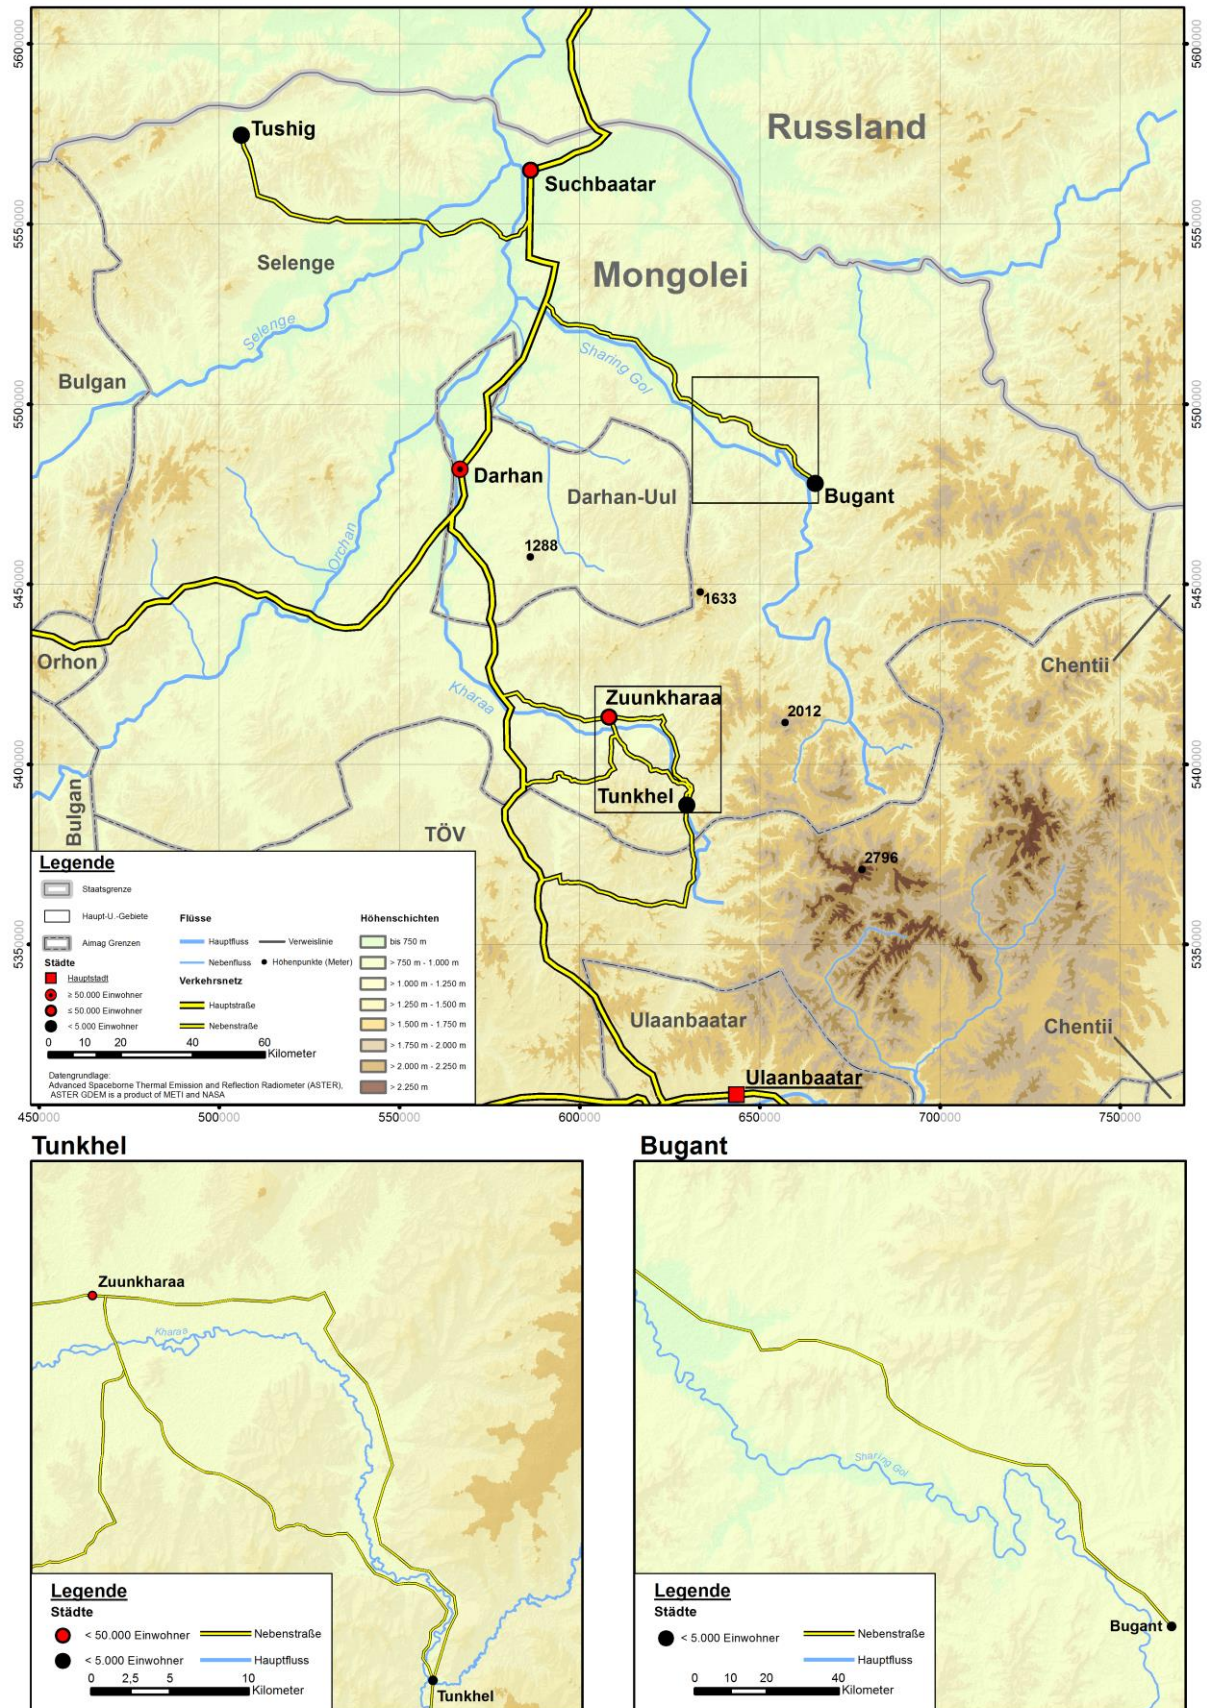 5600000
5600000
Russland
Tushig
Suchbaatar
5550000
5550000
Selenge
Mongolei
Selenge
Sharing Gol
Bulgan
5500000
5500000
Darhan
Darhan-Uul
Bugant
Orchan
1288
5450000
1633
5450000
Orhon
Chentii
Kharaa
Zuunkharaa
2012
5400000
5400000
Tunkhel
Bulgan
TÖV
2796
Legende
Staatsgrenze
Haupt-U.-Gebiete
Aimag Grenzen
Städte
Hauptstadt
≥ 50.000 Einwohner
≤ 50.000 Einwohner
< 5.000 Einwohner
Flüsse
Hauptfluss
Verweislinie
Nebenfluss
Höhenpunkte (Meter)
Verkehrsnetz
Hauptstraße
Nebenstraße
Höhenschichten
bis 750 m
> 750 m - 1.000 m
> 1.000 m - 1.250 m
> 1.250 m - 1.500 m
> 1.500 m - 1.750 m
> 1.750 m - 2.000 m
> 2.000 m - 2.250 m
> 2.250 m
0 10 20 40 60
Kilometer
Datengrundlage:
Advanced Spaceborne Thermal Emission and Reflection Radiometer (ASTER),
ASTER GDEM is a product of METI and NASA
5350000
5350000
Ulaanbaatar
Chentii
Ulaanbaatar
450000 500000 550000 600000 650000 700000 750000
Tunkhel
Zuunkharaa
Kharaa
Legende
Städte
< 50.000 Einwohner
Nebenstraße
< 5.000 Einwohner
Hauptfluss
0 2,5 5 10
Kilometer
Tunkhel
Bugant
Sharing Gol
Legende
Städte
< 5.000 Einwohner
Nebenstraße
Hauptfluss
0 10 20 40
Kilometer
Bugant